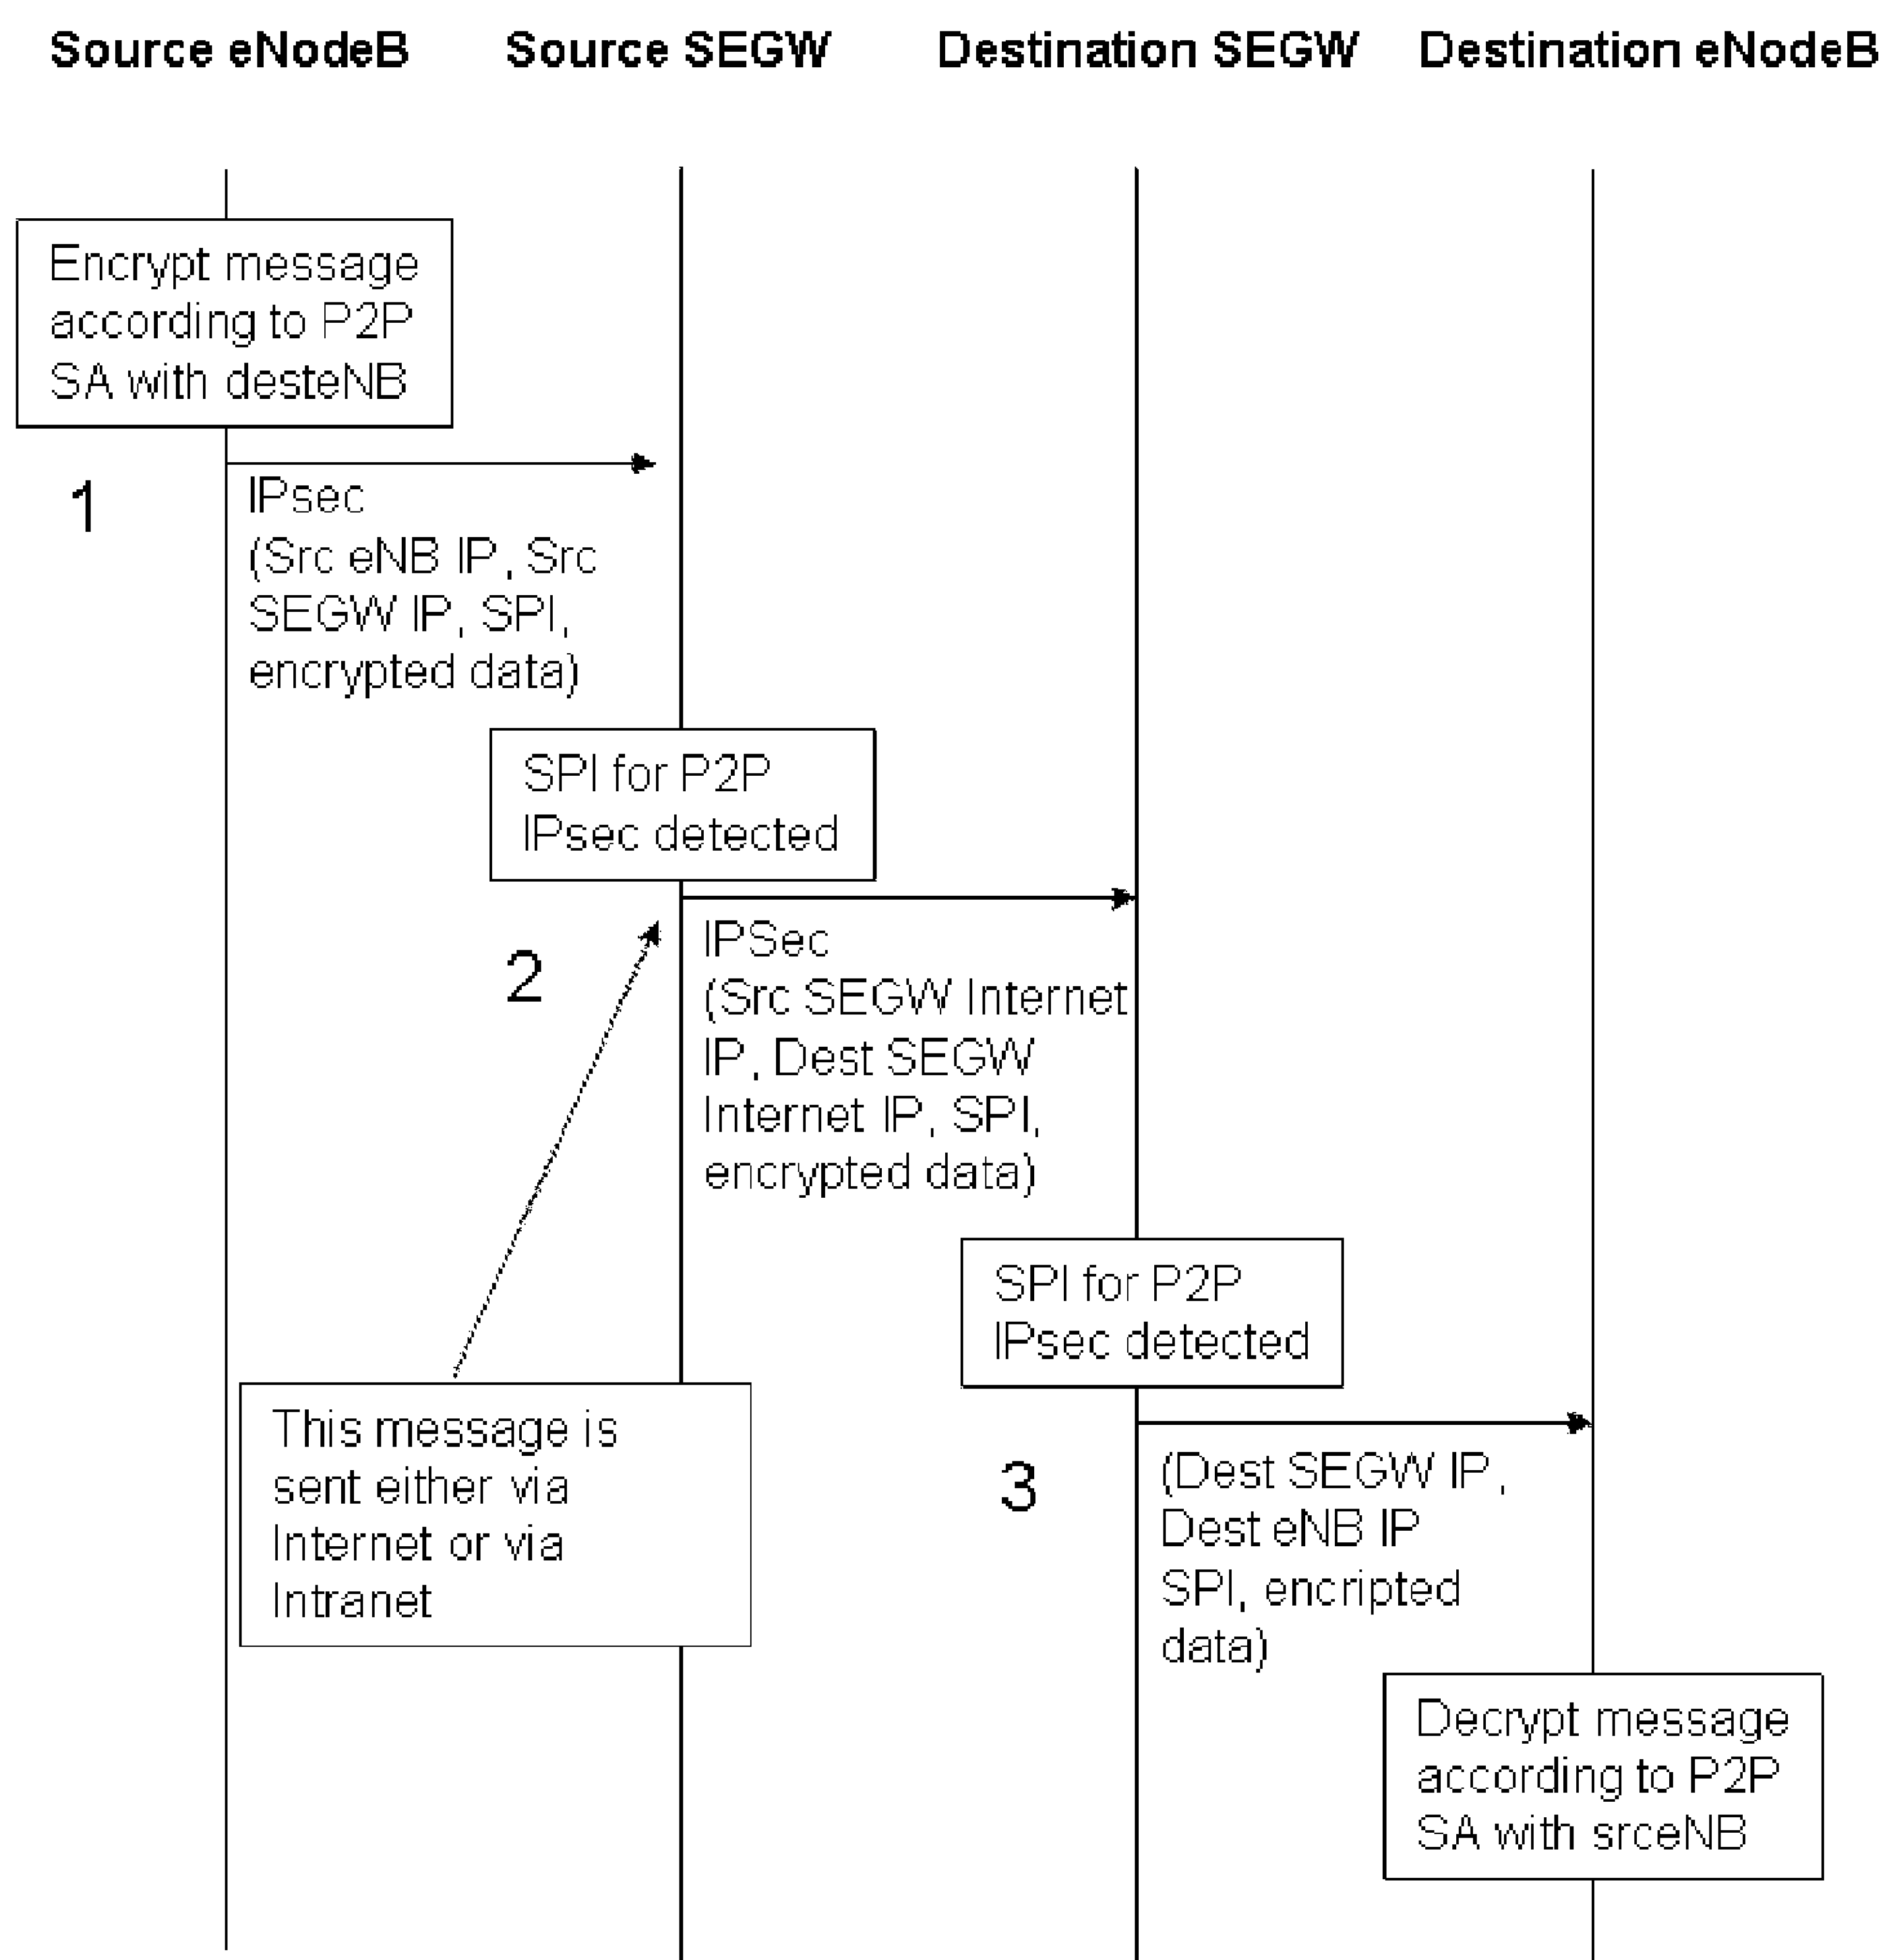 Source eNodeB Source SEGW Destination SEGW Destination eNodeB
Encrypt message
according to P2P
SA with desteNB
1
IPsec
(Src eNB IP, Src
SEGW IP, SPI,
encrypted data)
SPI for P2P
IPsec detected
2
IPSec
(Src SEGW Internet
IP, Dest SEGW
Internet IP, SPI,
encrypted data)
SPI for P2P
IPsec detected
This message is
sent either via
Internet or via
Intranet
3
(Dest SEGW IP,
Dest eNB IP
SPI, encripted
data)
Decrypt message
according to P2P
SA with srceNB